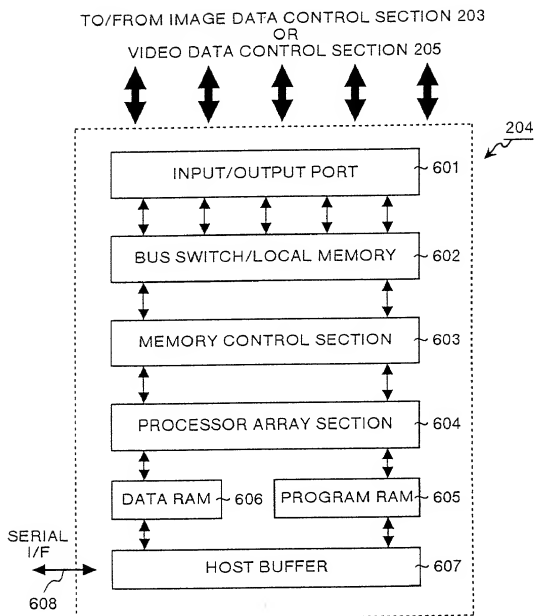 TO/FROM IMAGE DATA CONTROL SECTION 203
OR
VIDEO DATA CONTROL SECTION 205
204
INPUT/OUTPUT PORT
601
BUS SWITCH/LOCAL MEMORY
602
MEMORY CONTROL SECTION
603
PROCESSOR ARRAY SECTION
604
DATA RAM
606
PROGRAM RAM
605
SERIAL
I/F
608
HOST BUFFER
607